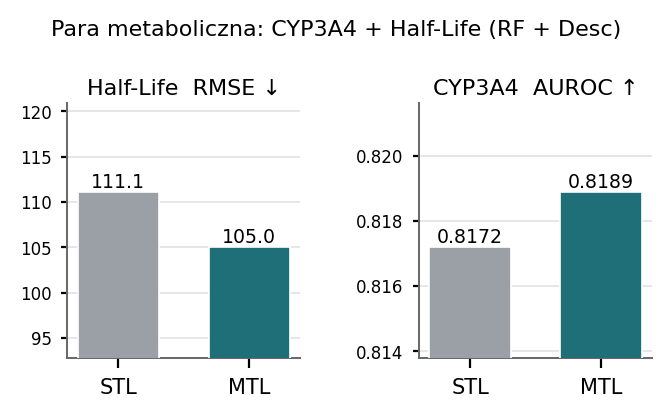 Para metaboliczna: CYP3A4 + Half-Life (RF + Desc)
Half-Life RMSE ↓
120
115
110
105
100
95
111.1
105.0
STL
MTL
CYP3A4 AUROC ↑
0.820
0.818
0.816
0.814
0.8172
0.8189
STL
MTL